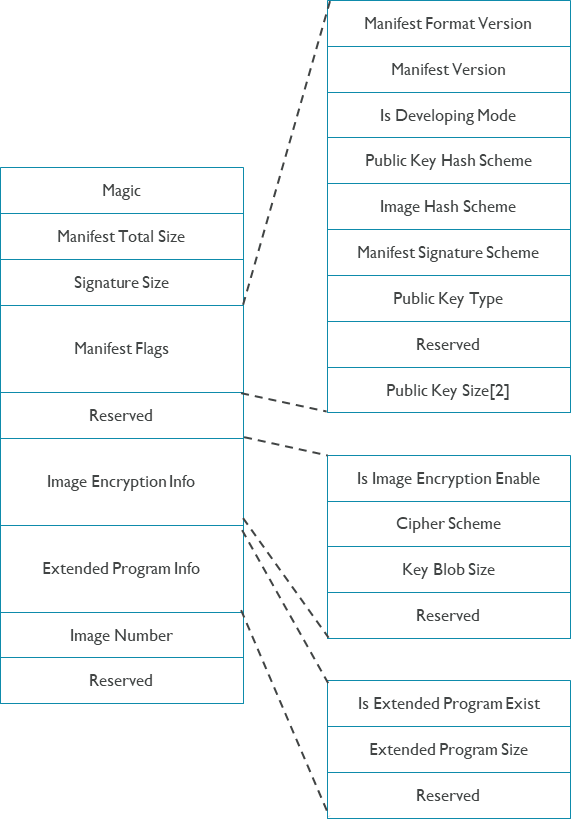 Magic
Manifest Total Size
Signature Size
Manifest Flags
Reserved
Image Encryption Info
Extended Program Info
Image Number
Reserved
Manifest Format Version
Manifest Version
Is Developing Mode
Public Key Hash Scheme
Image Hash Scheme
Manifest Signature Scheme
Public Key Type
Reserved
Public Key Size[2]
Is Image Encryption Enable
Cipher Scheme
Key Blob Size
Reserved
Is Extended Program Exist
Extended Program Size
Reserved